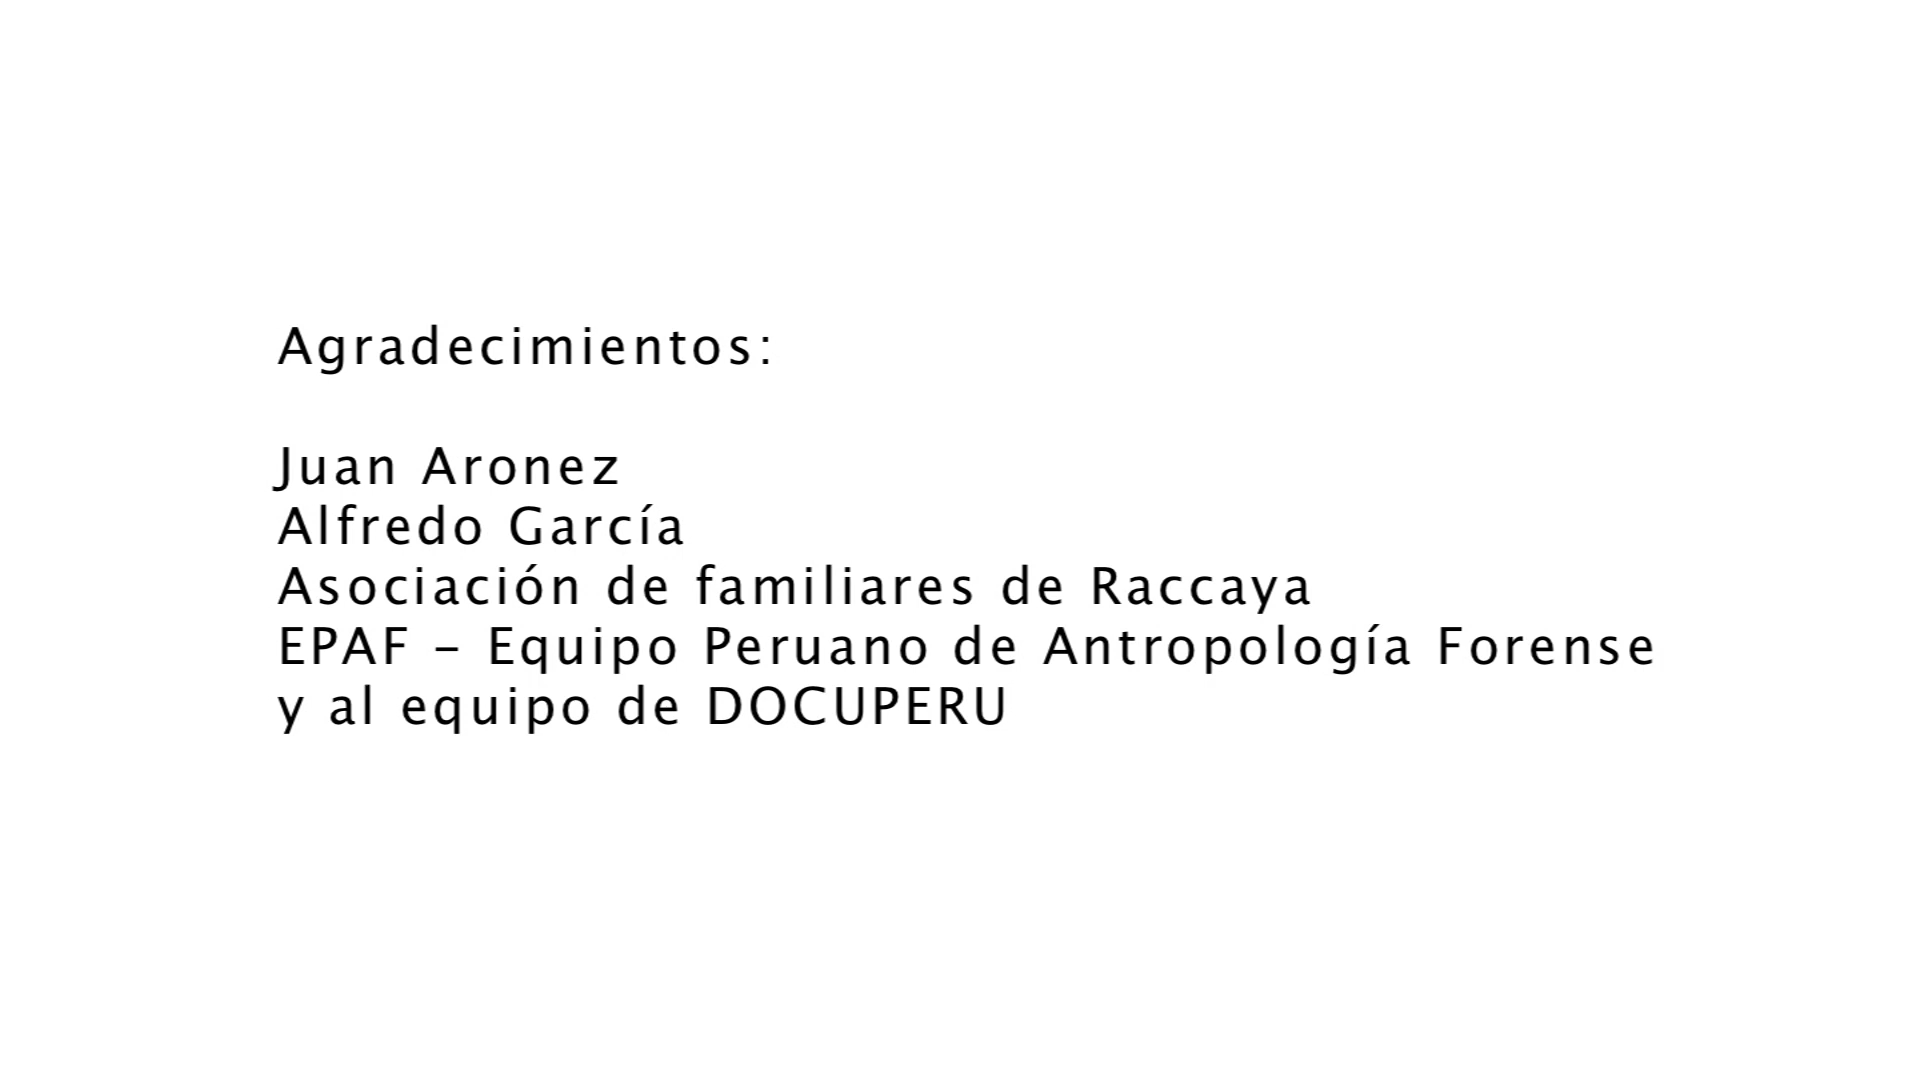 Agradecimientos:
Juan Aronez
Alfredo García
Asociación de familiares de Raccaya
EPAF – Equipo Peruano de Antropología Forense
y al equipo de DOCUPERU